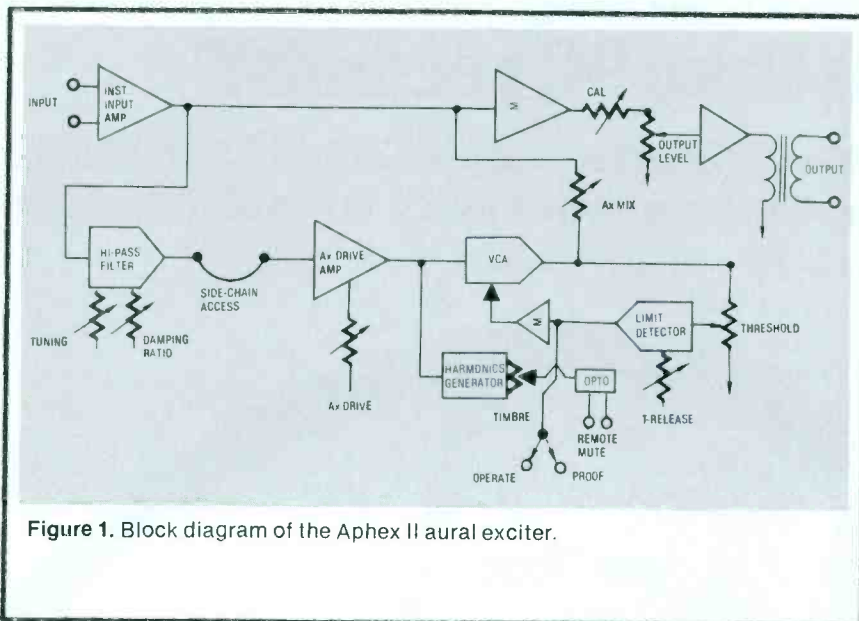 INPUT
INST.
INPUT
AMP
M
CAL
OUTPUT
LEVEL
OUTPUT
Ax MIX
HI-PASS
FILTER
SIDE-CHAIN
ACCESS
Ax DRIVE
AMP
VCA
TUNING
DAMPING
RATIO
M
LIMIT
DETECTOR
THRESHOLD
Ax DRIVE
HARMONICS
GENERATOR
TIMBRE
OPTO
T-RELEASE
REMOTE
MUTE
OPERATE
PROOF
Figure 1. Block diagram of the Aphex II aural exciter.